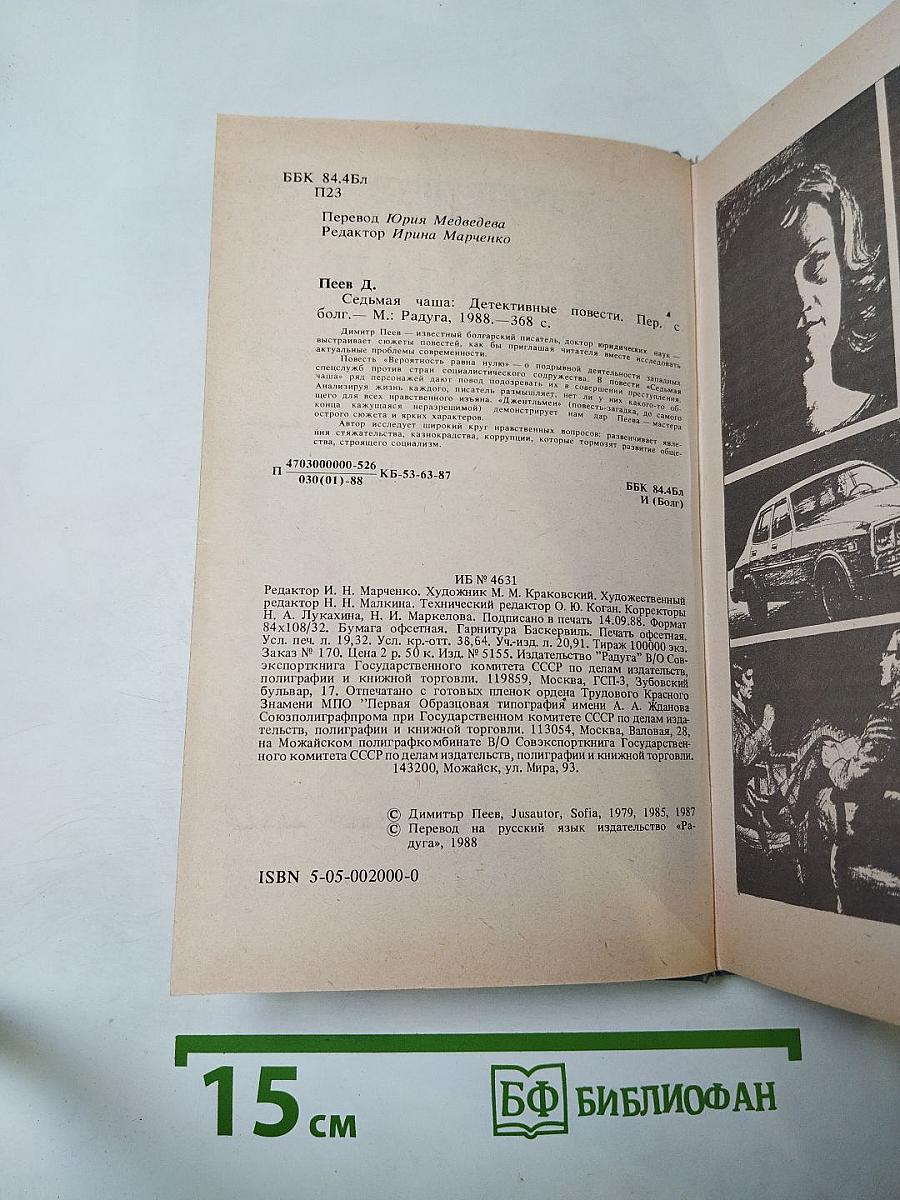 ББК 84.4Бл
П23
Перевод Юрия Медведева
Редактор Ирина Марченко
Пеев Д.
Седьмая чаша: Детективные повести. Пер. с
болг.— М.: Радуга, 1988.—368 с.
Димитр Пеев — известный болгарский писатель, доктор юридических наук —
выстраивает сюжеты повестей, как бы приглашая читателя вместе исследовать
актуальные проблемы современности.
Повесть «Вероятность равна нулю» — о подрывной деятельности западных
спецслужб против стран социалистического содружества. В повести «Седьмая
чаша» ряд персонажей дают повод подозревать их в совершении преступления.
Анализируя жизнь каждого, писатель размышляет, нет ли у них какого-то об-
щего для всех нравственного изъяна. «Джентльмен» (повесть-загадка, до самого
конца кажущаяся неразрешимой) демонстрирует нам дар Пеева — мастера
острого сюжета и ярких характеров.
Автор исследует широкий круг нравственных вопросов: развенчивает явле-
ния стяжательства, казнокрадства, коррупции, которые тормозят развитие обще-
ства, строящего социализм.
П 4703000000-526 КБ-53-63-87
030(01)-88
ББК 84.4Бл
И (Болг)
ИБ № 4631
Редактор И. Н. Марченко. Художник М. М. Краковский. Художественный
редактор Н. Н. Малкина. Технический редактор О. Ю. Коган. Корректоры
Н. А. Лукахина, Н. И. Маркелова. Подписано в печать 14.09.88. Формат
84х108/32. Бумага офсетная. Гарнитура Баскервиль. Печать офсетная.
Усл. печ. л. 19,32. Усл. кр.-отт. 38,64. Уч.-изд. л. 20,91. Тираж 100000 экз.
Заказ № 170. Цена 2 р. 50 к. Изд. № 5155. Издательство "Радуга" В/О Сов-
экспорткнига Государственного комитета СССР по делам издательств,
полиграфии и книжной торговли. 119859, Москва, ГСП-3, Зубовский
бульвар, 17. Отпечатано с готовых пленок ордена Трудового Красного
Знамени МПО "Первая Образцовая типография" имени А. А. Жданова
Союзполиграфпрома при Государственном комитете СССР по делам изда-
тельств, полиграфии и книжной торговли. 113054, Москва, Валовая, 28,
на Можайском полиграфкомбинате В/О Совэкспорткнига Государствен-
ного комитета СССР по делам издательств, полиграфии и книжной торговли.
143200, Можайск, ул. Мира, 93.
© Димитър Пеев, Jusautor, Sofia, 1979, 1985, 1987
© Перевод на русский язык издательство «Ра-
дуга», 1988
ISBN 5-05-002000-0
15 см
БФ БИБЛИОФАН